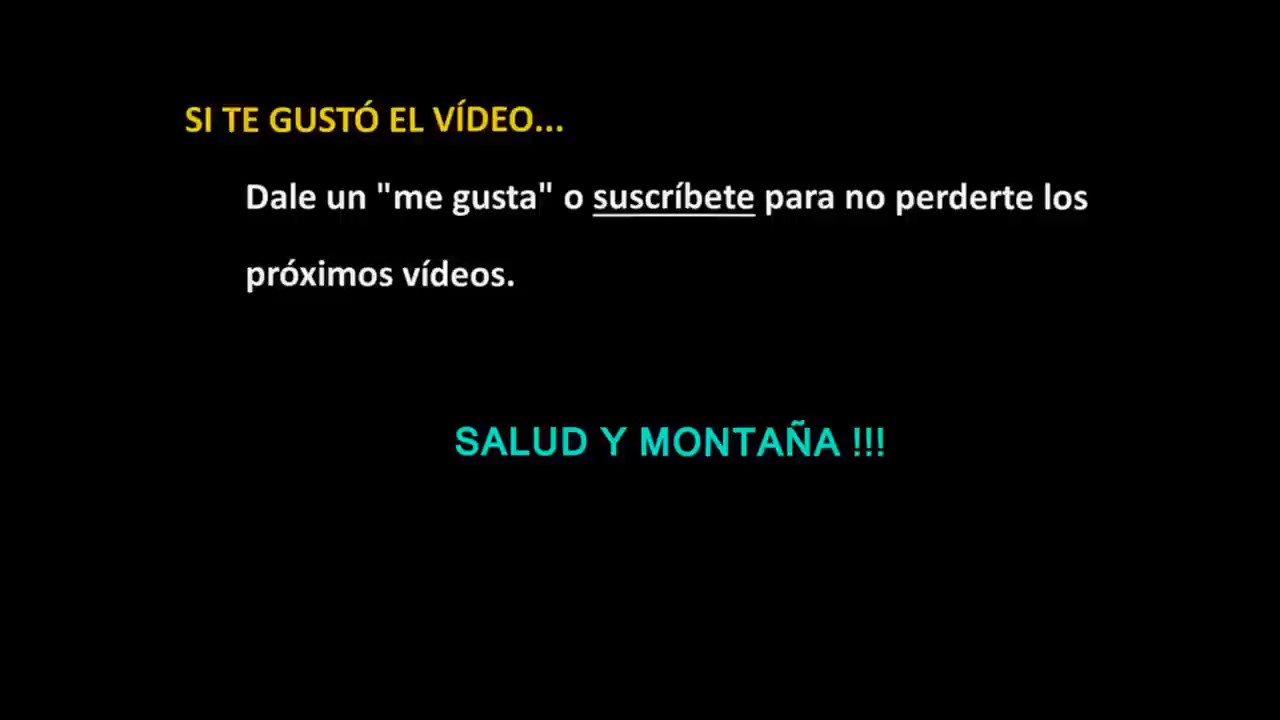 SI TE GUSTÓ EL VÍDEO...
Dale un "me gusta" o suscríbete para no perderte los
próximos vídeos.
SALUD Y MONTAÑA !!!